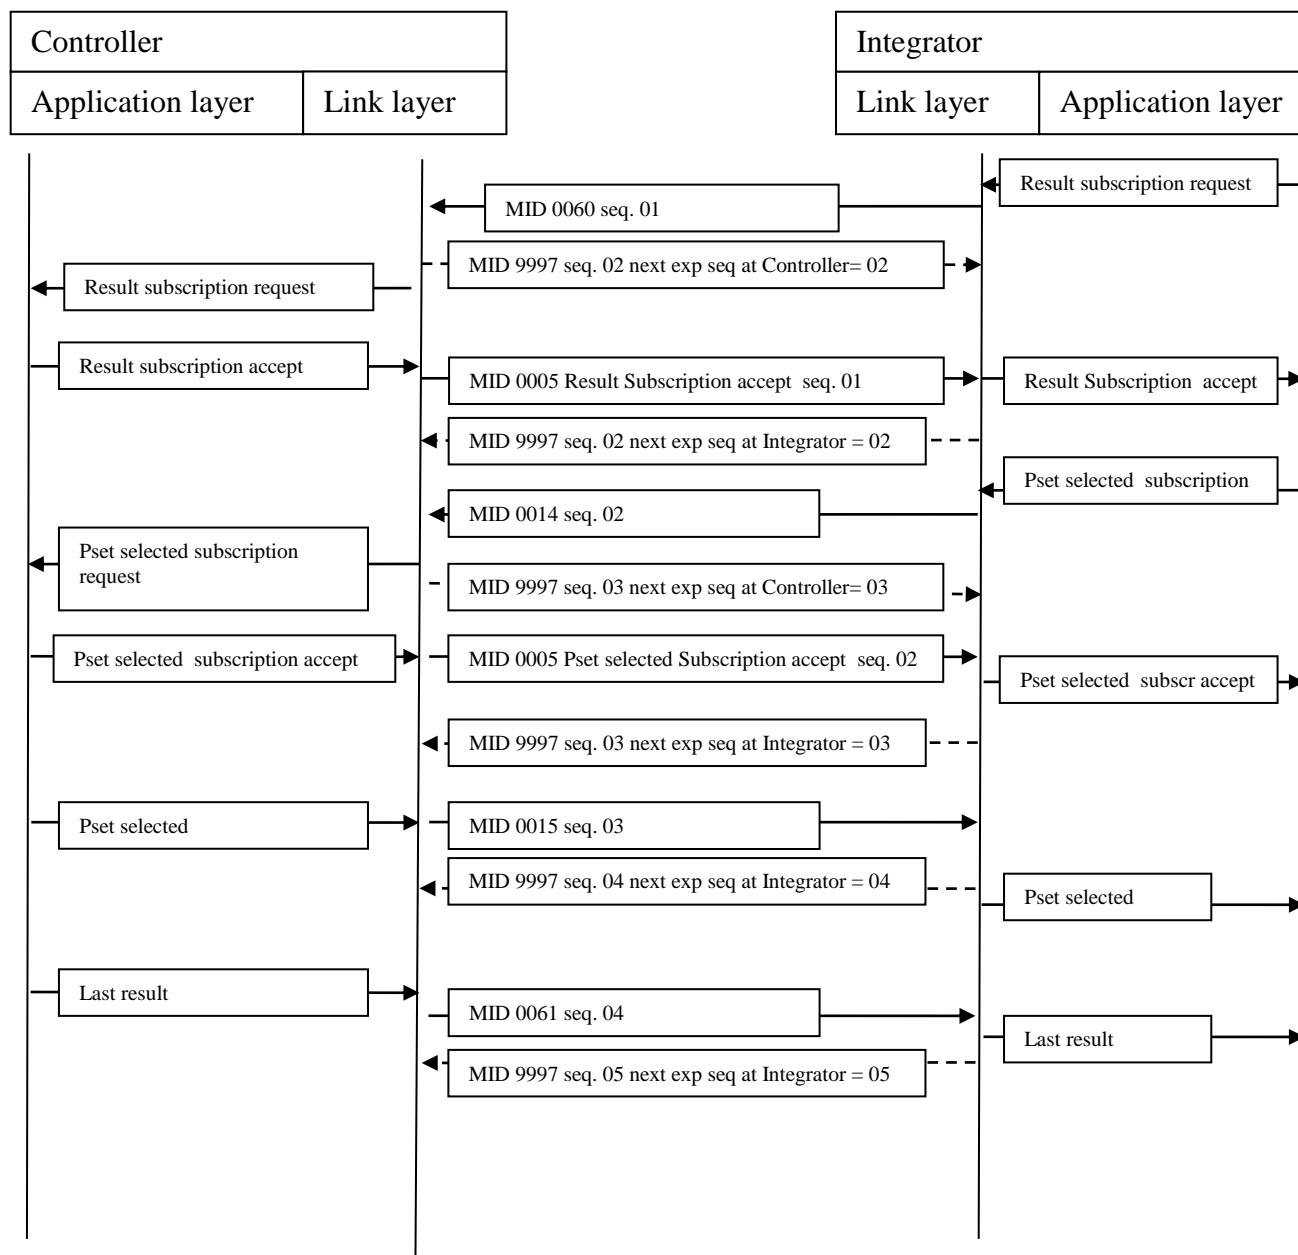 Controller
Integrator
Application layer
Link layer
Link layer
Application layer
Result subscription request
MID 0060 seq. 01
MID 9997 seq. 02 next exp seq at Controller= 02
Result subscription request
Result subscription accept
MID 0005 Result Subscription accept  seq. 01
Result Subscription  accept
MID 9997 seq. 02 next exp seq at Integrator = 02
Pset selected  subscription
MID 0014 seq. 02
Pset selected subscription
request
MID 9997 seq. 03 next exp seq at Controller= 03
Pset selected  subscription accept
MID 0005 Pset selected Subscription accept  seq. 02
Pset selected  subscr accept
MID 9997 seq. 03 next exp seq at Integrator = 03
Pset selected
MID 0015 seq. 03
MID 9997 seq. 04 next exp seq at Integrator = 04
Pset selected
Last result
MID 0061 seq. 04
Last result
MID 9997 seq. 05 next exp seq at Integrator = 05